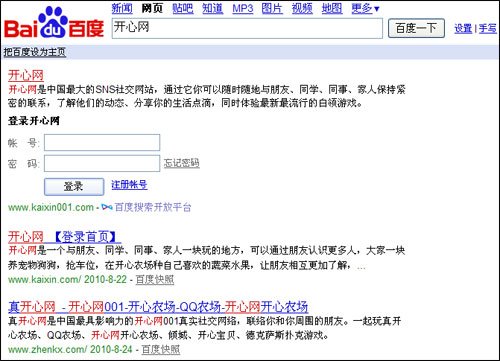 新闻 网页 贴吧 知道 MP3 图片 视频 地图 更多▼
Bai du 百度 开心网 百度一下 设置 | 手写
把百度设为主页
开心网
开心网是中国最大的SNS社交网站，通过它你可以随时随地与朋友、同学、同事、家人保持紧
密的联系，了解他们的动态、分享你的生活点滴，同时体验最新最流行的白领游戏。
登录开心网
帐 号:
密 码: 忘记密码
登录 注册帐号
www.kaixin001.com - 百度搜索开放平台
开心网 【登录首页】
开心网是一个与朋友、同学、同事、家人一块玩的地方，可以通过朋友认识更多人，大家一块
养宠物狗狗，抢车位，在开心农场种自己喜欢的蔬菜水果，让朋友相互更加了解，...
www.kaixin.com/ 2010-8-22 - 百度快照
真开心网 - 开心网001-开心农场-QQ农场-开心网开心农场
真开心网是中国最具影响力的开心网001真实社交网络，联络你和你周围的朋友。一起玩真开
心农场、QQ农场、开心网开心农场、倾城、开心宝贝、德克萨斯扑克游戏。
www.zhenkx.com/ 2010-8-24 - 百度快照